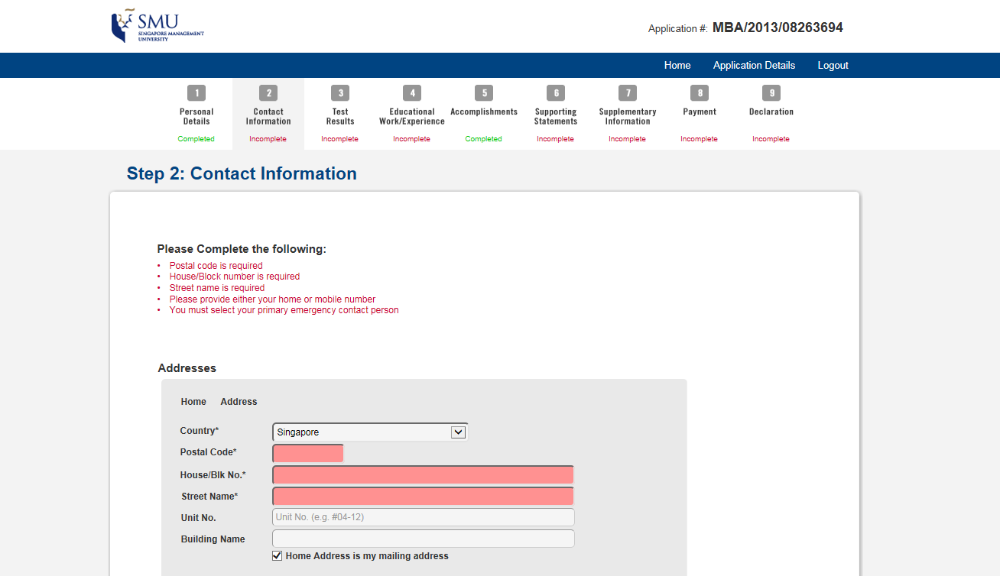 SMU
SINGAPORE MANAGEMENT
UNIVERSITY
Application #: MBA/2013/08263694
Home Application Details Logout
1 2 3 4 5 6 7 8 9
Personal Details
Completed
Contact Information
Incomplete
Test Results
Incomplete
Educational Work/Experience
Incomplete
Accomplishments
Completed
Supporting Statements
Incomplete
Supplementary Information
Incomplete
Payment
Incomplete
Declaration
Incomplete
Step 2: Contact Information
Please Complete the following:
• Postal code is required
• House/Block number is required
• Street name is required
• Please provide either your home or mobile number
• You must select your primary emergency contact person
Addresses
Home Address
Country* Singapore
Postal Code*
House/Blk No.*
Street Name*
Unit No. Unit No. (e.g. #04-12)
Building Name
Home Address is my mailing address